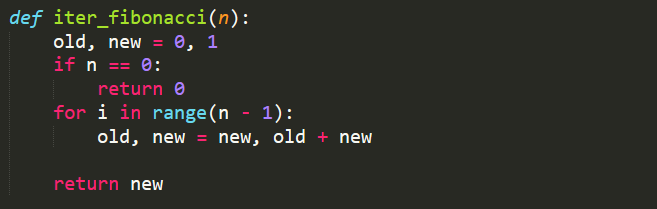 def iter_fibonacci(n):
    old, new = 0, 1
    if n == 0:
        return 0
    for i in range(n - 1):
        old, new = new, old + new

    return new